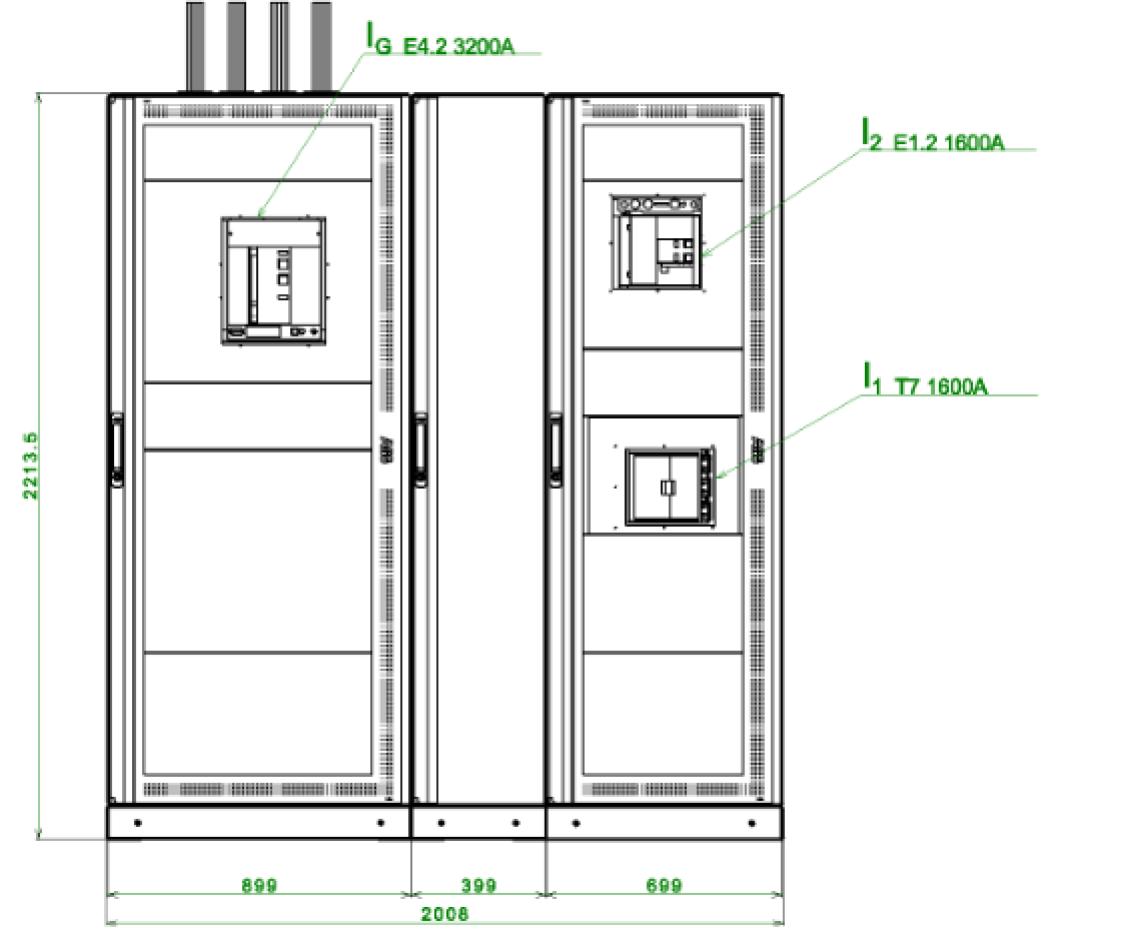 IG E4.2 3200A
I2 E1.2 1600A
I1 T7 1600A
2213.5
899 399 699
2008